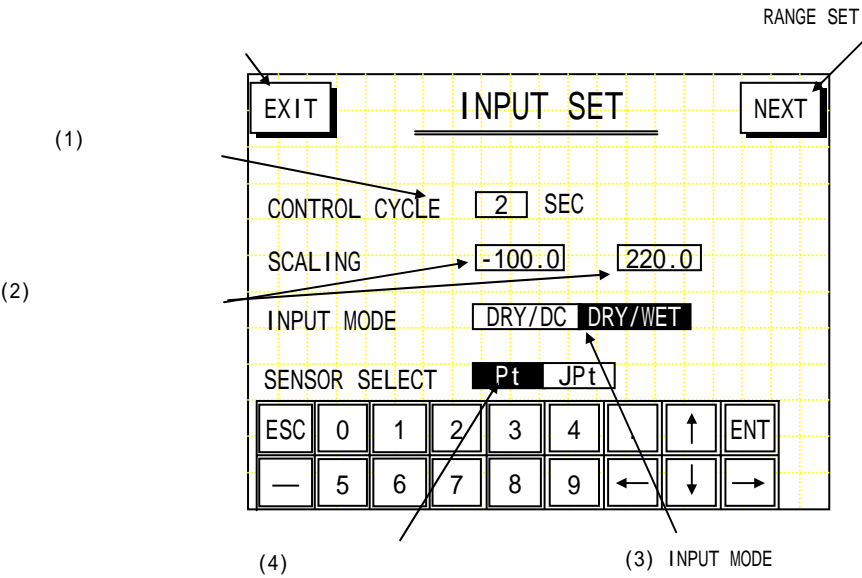 RANGE SET
EXIT INPUT SET NEXT
(1)
CONTROL CYCLE 2 SEC
SCALING -100.0 220.0
(2)
INPUT MODE DRY/DC DRY/WET
SENSOR SELECT Pt JPt
ESC 0 1 2 3 4 . ↑ ENT
— 5 6 7 8 9 ← ↓ →
(4) (3) INPUT MODE